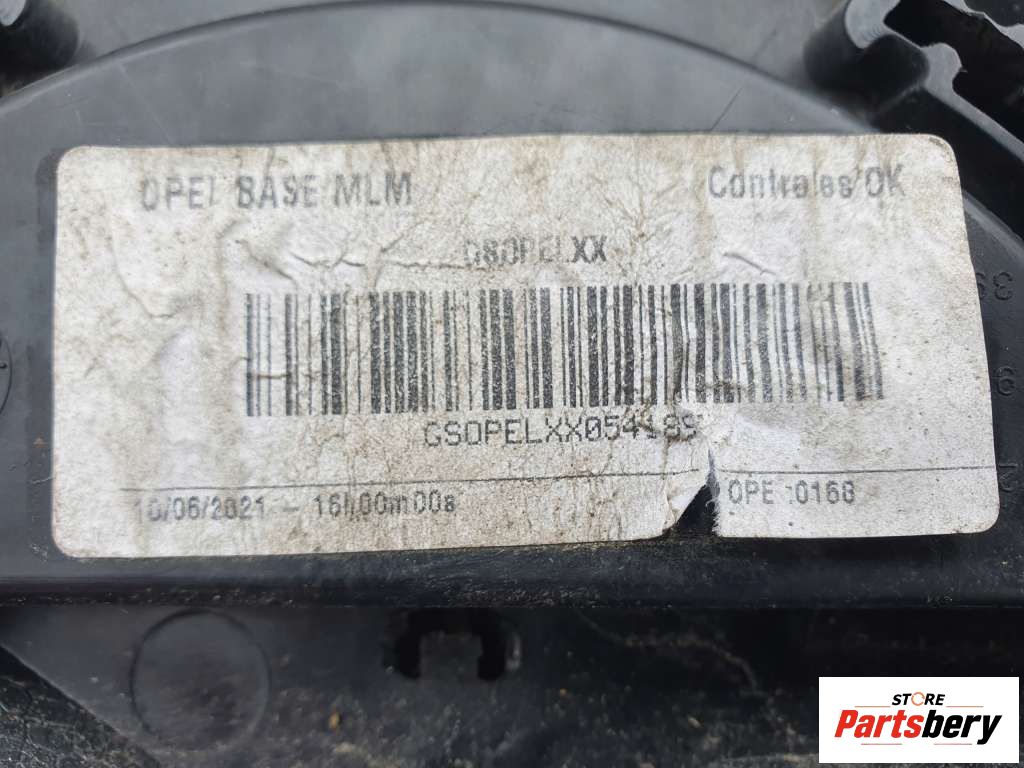 OPEL BASE MLM
Controles OK
GSOPELXX
GSOPELXX054189
10/06/2021 - 16h00m00s
OPE :0168
STORE
Partsbery